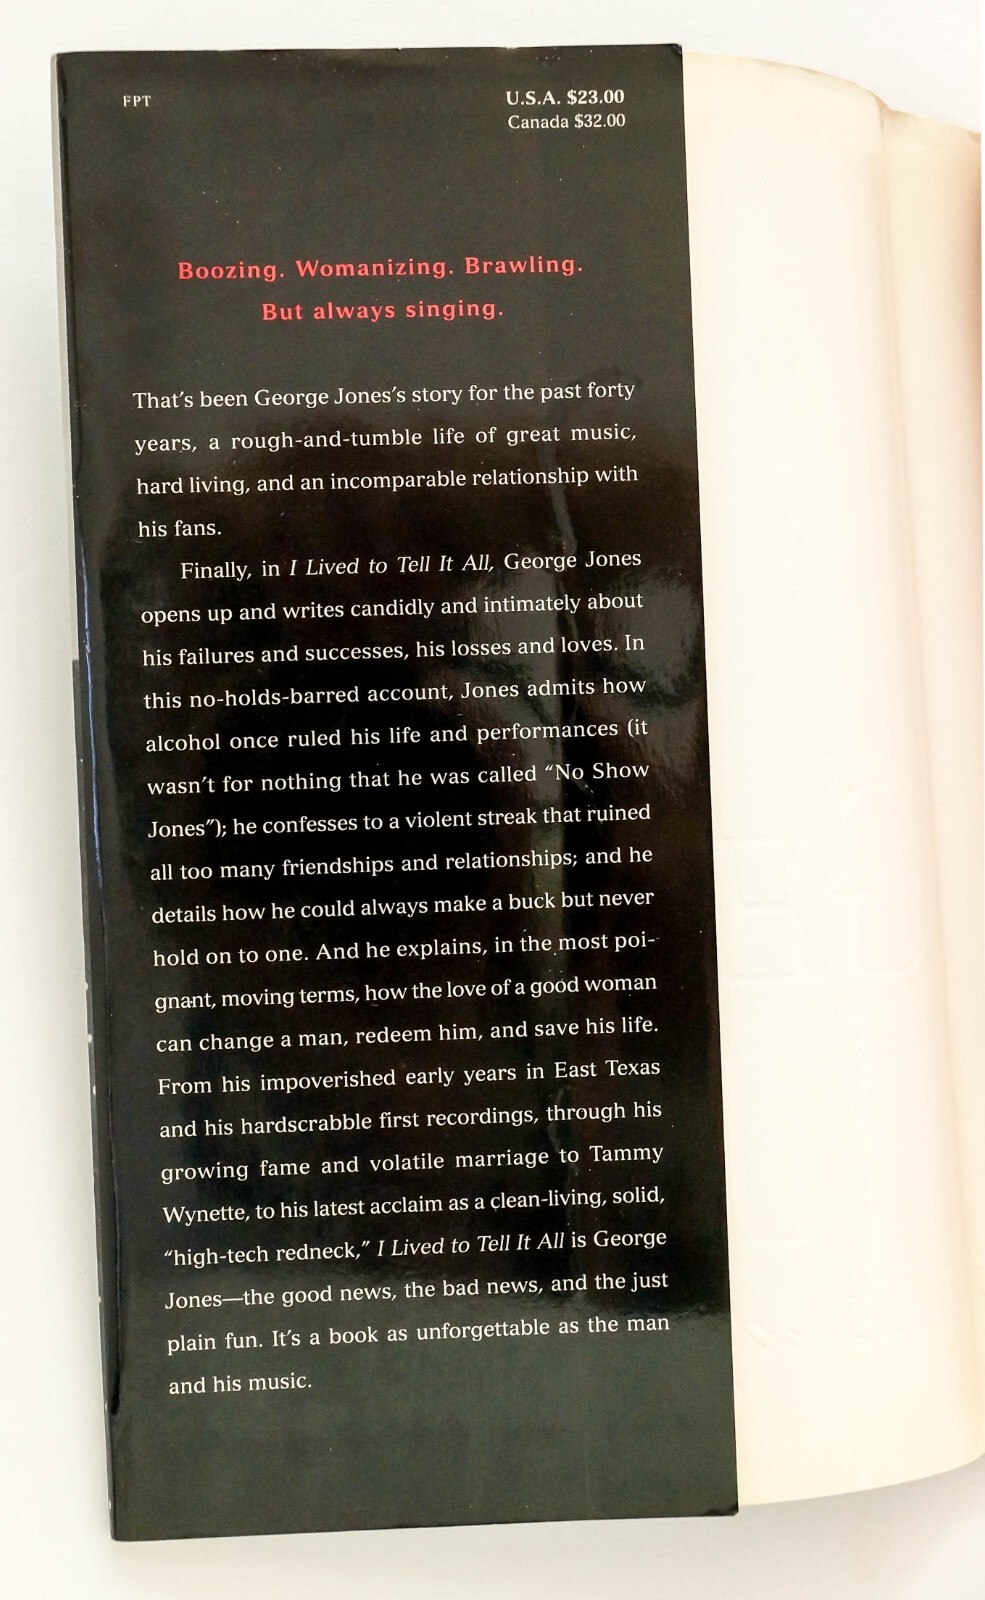 FPT
U.S.A. $23.00
Canada $32.00
Boozing. Womanizing. Brawling.
But always singing.
That's been George Jones's story for the past forty
years, a rough-and-tumble life of great music,
hard living, and an incomparable relationship with
his fans.
Finally, in I Lived to Tell It All, George Jones
opens up and writes candidly and intimately about
his failures and successes, his losses and loves. In
this no-holds-barred account, Jones admits how
alcohol once ruled his life and performances (it
wasn't for nothing that he was called “No Show
Jones”); he confesses to a violent streak that ruined
all too many friendships and relationships; and he
details how he could always make a buck but never
hold on to one. And he explains, in the most poi-
gnant, moving terms, how the love of a good woman
can change a man, redeem him, and save his life.
From his impoverished early years in East Texas
and his hardscrabble first recordings, through his
growing fame and volatile marriage to Tammy
Wynette, to his latest acclaim as a clean-living, solid,
“high-tech redneck,” I Lived to Tell It All is George
Jones—the good news, the bad news, and the just
plain fun. It's a book as unforgettable as the man
and his music.